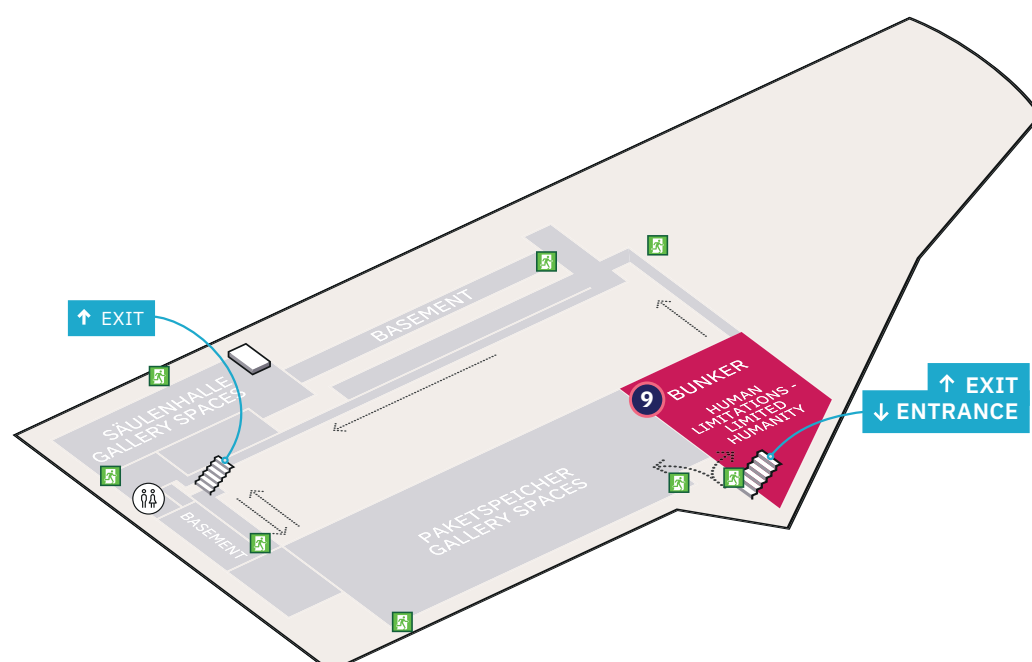 ↑ EXIT
BASEMENT
SÄULENHALLE
GALLERY SPACES
BASEMENT
PAKETSPEICHER
GALLERY SPACES
9
BUNKER
HUMAN
LIMITATIONS -
LIMITED
HUMANITY
↑ EXIT
↓ ENTRANCE